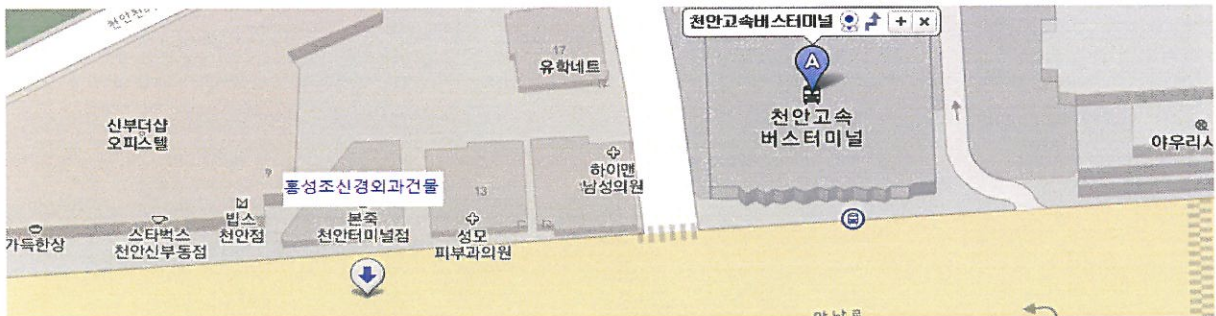 천안고속버스터미널
17
유학네트
A
천안고속
버스터미널
신부더샵
오피스텔
야우리시
하이맨
남성의원
9
홍성조신경외과건물
13
가득한상
스타벅스
천안신부동점
빕스
천안점
본죽
천안터미널점
성모
피부과의원